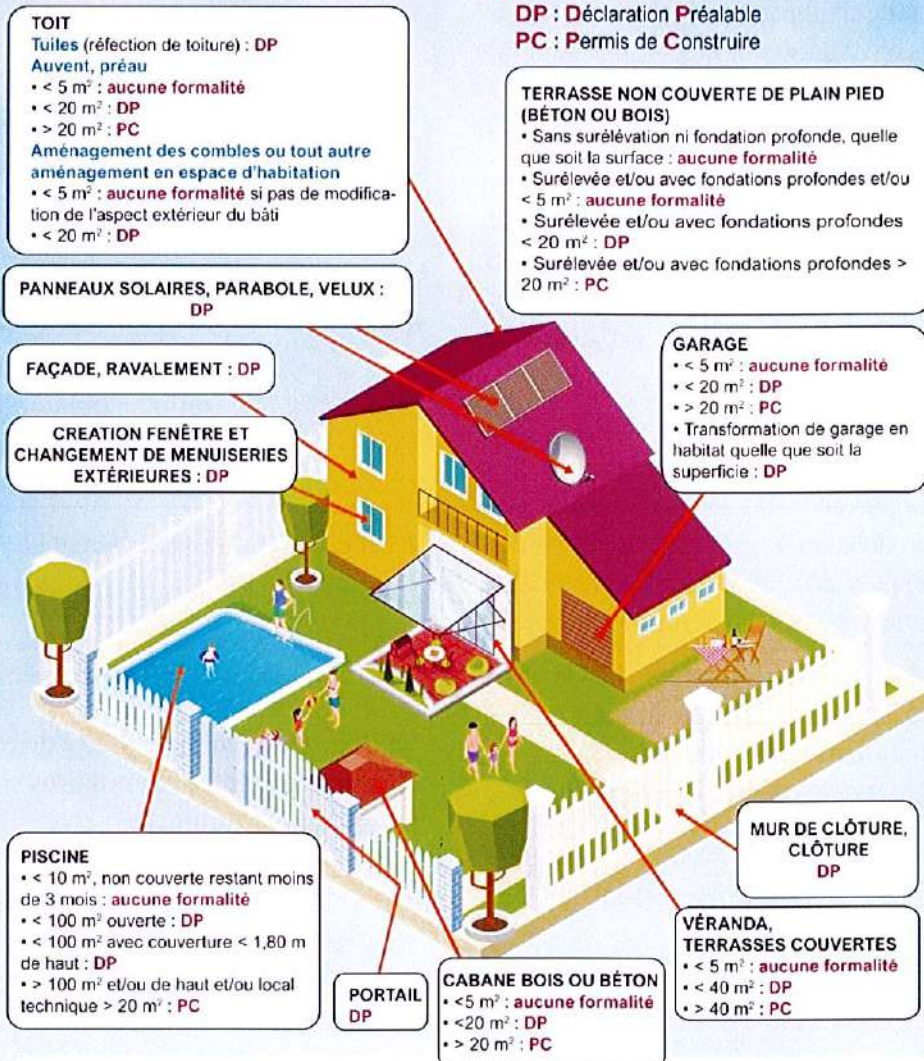 TOIT
Tuiles (réfection de toiture) : DP
Auvent, préau
• < 5 m² : aucune formalité
• < 20 m² : DP
• > 20 m² : PC
Aménagement des combles ou tout autre
aménagement en espace d'habitation
• < 5 m² : aucune formalité si pas de modifica-
tion de l'aspect extérieur du bâti
• < 20 m² : DP
DP : Déclaration Préalable
PC : Permis de Construire
TERRASSE NON COUVERTE DE PLAIN PIED
(BÉTON OU BOIS)
• Sans surélévation ni fondation profonde, quelle
que soit la surface : aucune formalité
• Surélevée et/ou avec fondations profondes et/ou
< 5 m² : aucune formalité
• Surélevée et/ou avec fondations profondes
< 20 m² : DP
• Surélevée et/ou avec fondations profondes >
20 m² : PC
PANNEAUX SOLAIRES, PARABOLE, VELUX :
DP
FAÇADE, RAVALEMENT : DP
CREATION FENÊTRE ET
CHANGEMENT DE MENUISERIES
EXTÉRIEURES : DP
GARAGE
• < 5 m² : aucune formalité
• < 20 m² : DP
• > 20 m² : PC
• Transformation de garage en
habitat quelle que soit la
superficie : DP
PISCINE
• < 10 m², non couverte restant moins
de 3 mois : aucune formalité
• < 100 m² ouverte : DP
• < 100 m² avec couverture < 1,80 m
de haut : DP
• > 100 m² et/ou de haut et/ou local
technique > 20 m² : PC
PORTAIL
DP
CABANE BOIS OU BÉTON
• <5 m² : aucune formalité
• <20 m² : DP
• > 20 m² : PC
VÉRANDA,
TERRASSES COUVERTES
• < 5 m² : aucune formalité
• < 40 m² : DP
• > 40 m² : PC
MUR DE CLÔTURE,
CLÔTURE
DP